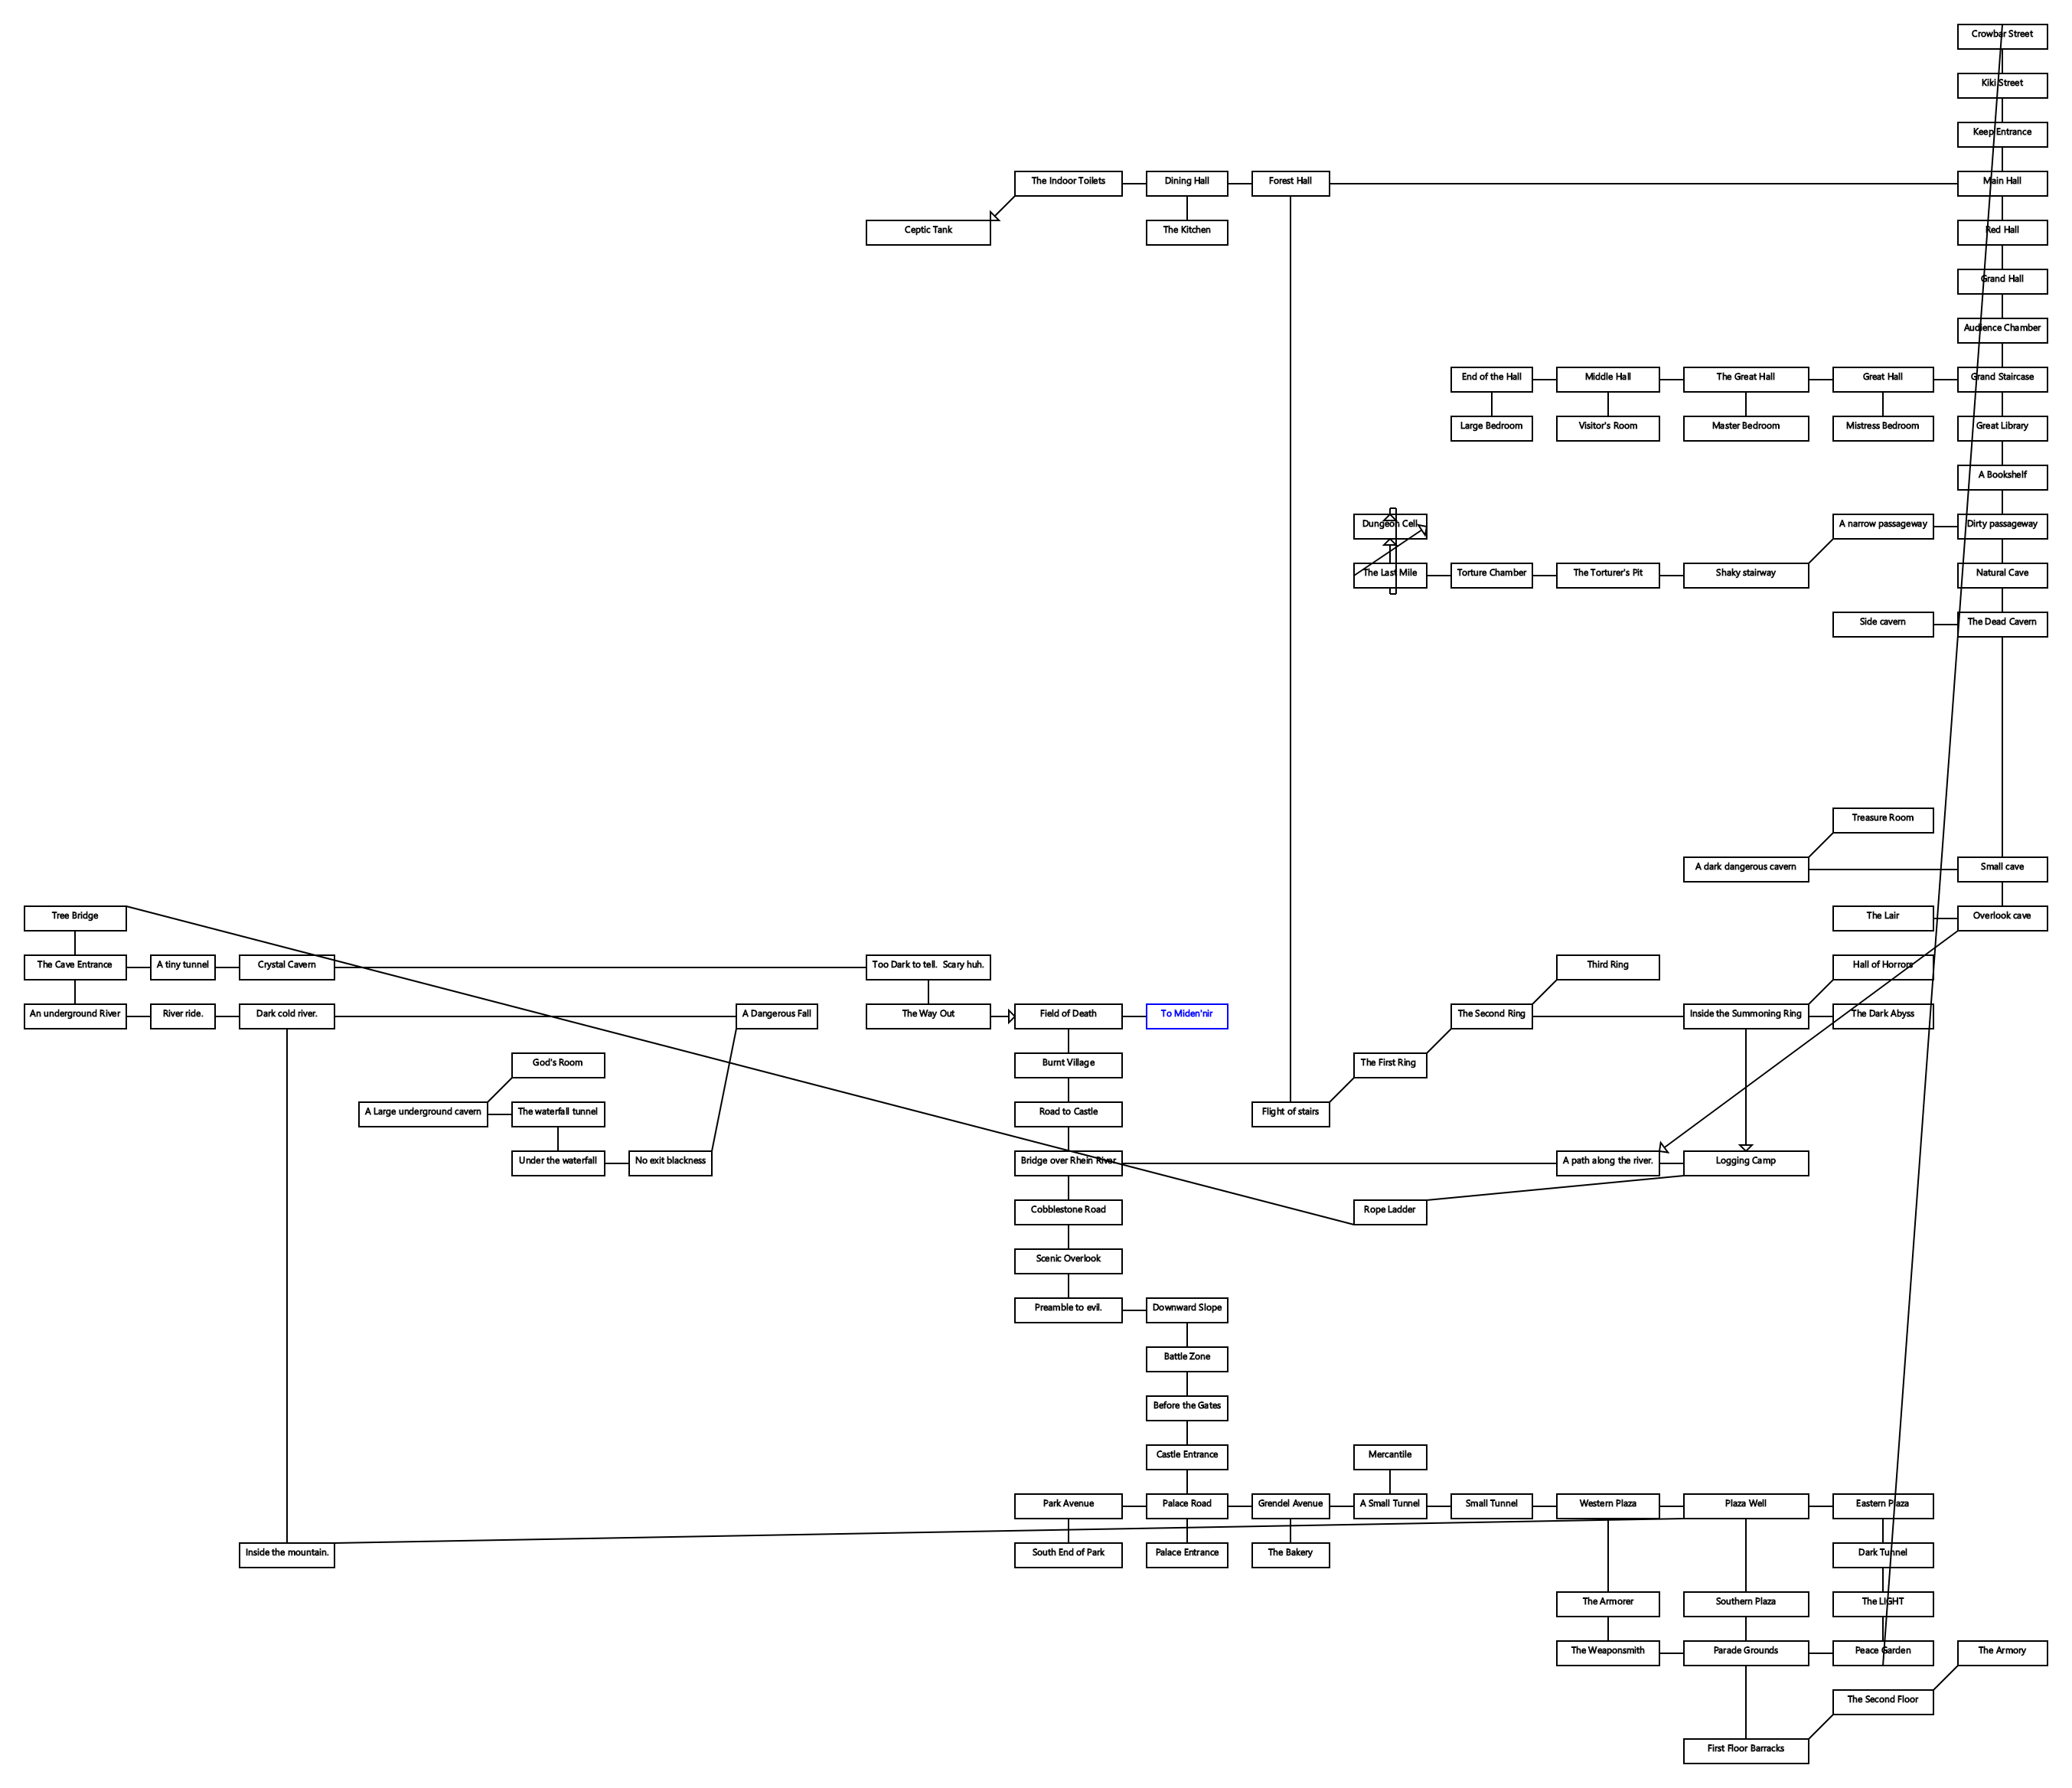 Crowbar Street
Kiki Street
Keep Entrance
The Indoor Toilets
Dining Hall
Forest Hall
Main Hall
Ceptic Tank
The Kitchen
Red Hall
Grand Hall
Audience Chamber
End of the Hall
Middle Hall
The Great Hall
Great Hall
Grand Staircase
Large Bedroom
Visitor's Room
Master Bedroom
Mistress Bedroom
Great Library
A Bookshelf
Dungeon Cell
A narrow passageway
Dirty passageway
The Last Mile
Torture Chamber
The Torturer's Pit
Shaky stairway
Natural Cave
Side cavern
The Dead Cavern
Treasure Room
A dark dangerous cavern
Small cave
Tree Bridge
The Lair
Overlook cave
The Cave Entrance
A tiny tunnel
Crystal Cavern
Too Dark to tell.  Scary huh.
Third Ring
Hall of Horrors
An underground River
River ride.
Dark cold river.
A Dangerous Fall
The Way Out
Field of Death
To Miden'nir
The Second Ring
Inside the Summoning Ring
The Dark Abyss
God's Room
Burnt Village
The First Ring
A Large underground cavern
The waterfall tunnel
Road to Castle
Flight of stairs
Under the waterfall
No exit blackness
Bridge over Rhein River
A path along the river.
Logging Camp
Cobblestone Road
Rope Ladder
Scenic Overlook
Preamble to evil.
Downward Slope
Battle Zone
Before the Gates
Castle Entrance
Mercantile
Park Avenue
Palace Road
Grendel Avenue
A Small Tunnel
Small Tunnel
Western Plaza
Plaza Well
Eastern Plaza
Inside the mountain.
South End of Park
Palace Entrance
The Bakery
Dark Tunnel
The Armorer
Southern Plaza
The LIGHT
The Weaponsmith
Parade Grounds
Peace Garden
The Armory
The Second Floor
First Floor Barracks